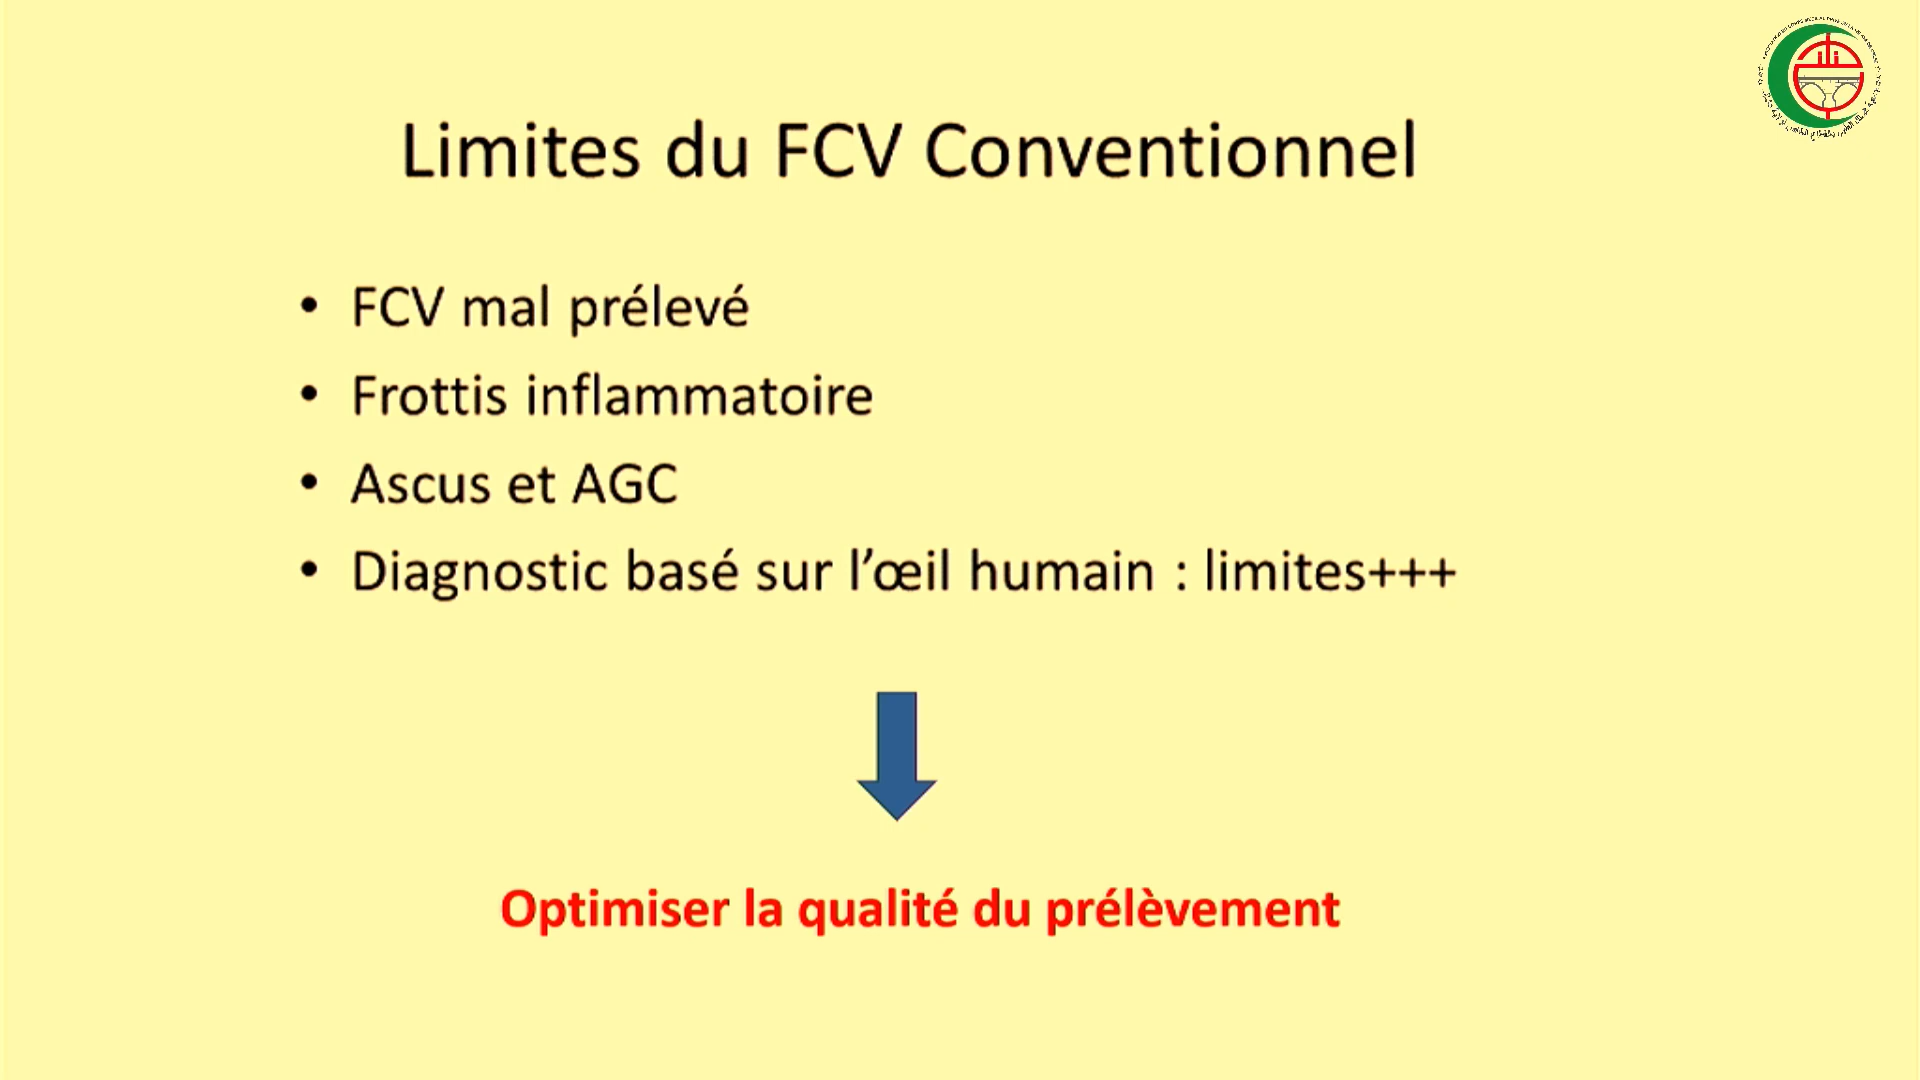 Limites du FCV Conventionnel
• FCV mal prélevé
• Frottis inflammatoire
• Ascus et AGC
• Diagnostic basé sur l’œil humain : limites+++
Optimiser la qualité du prélèvement